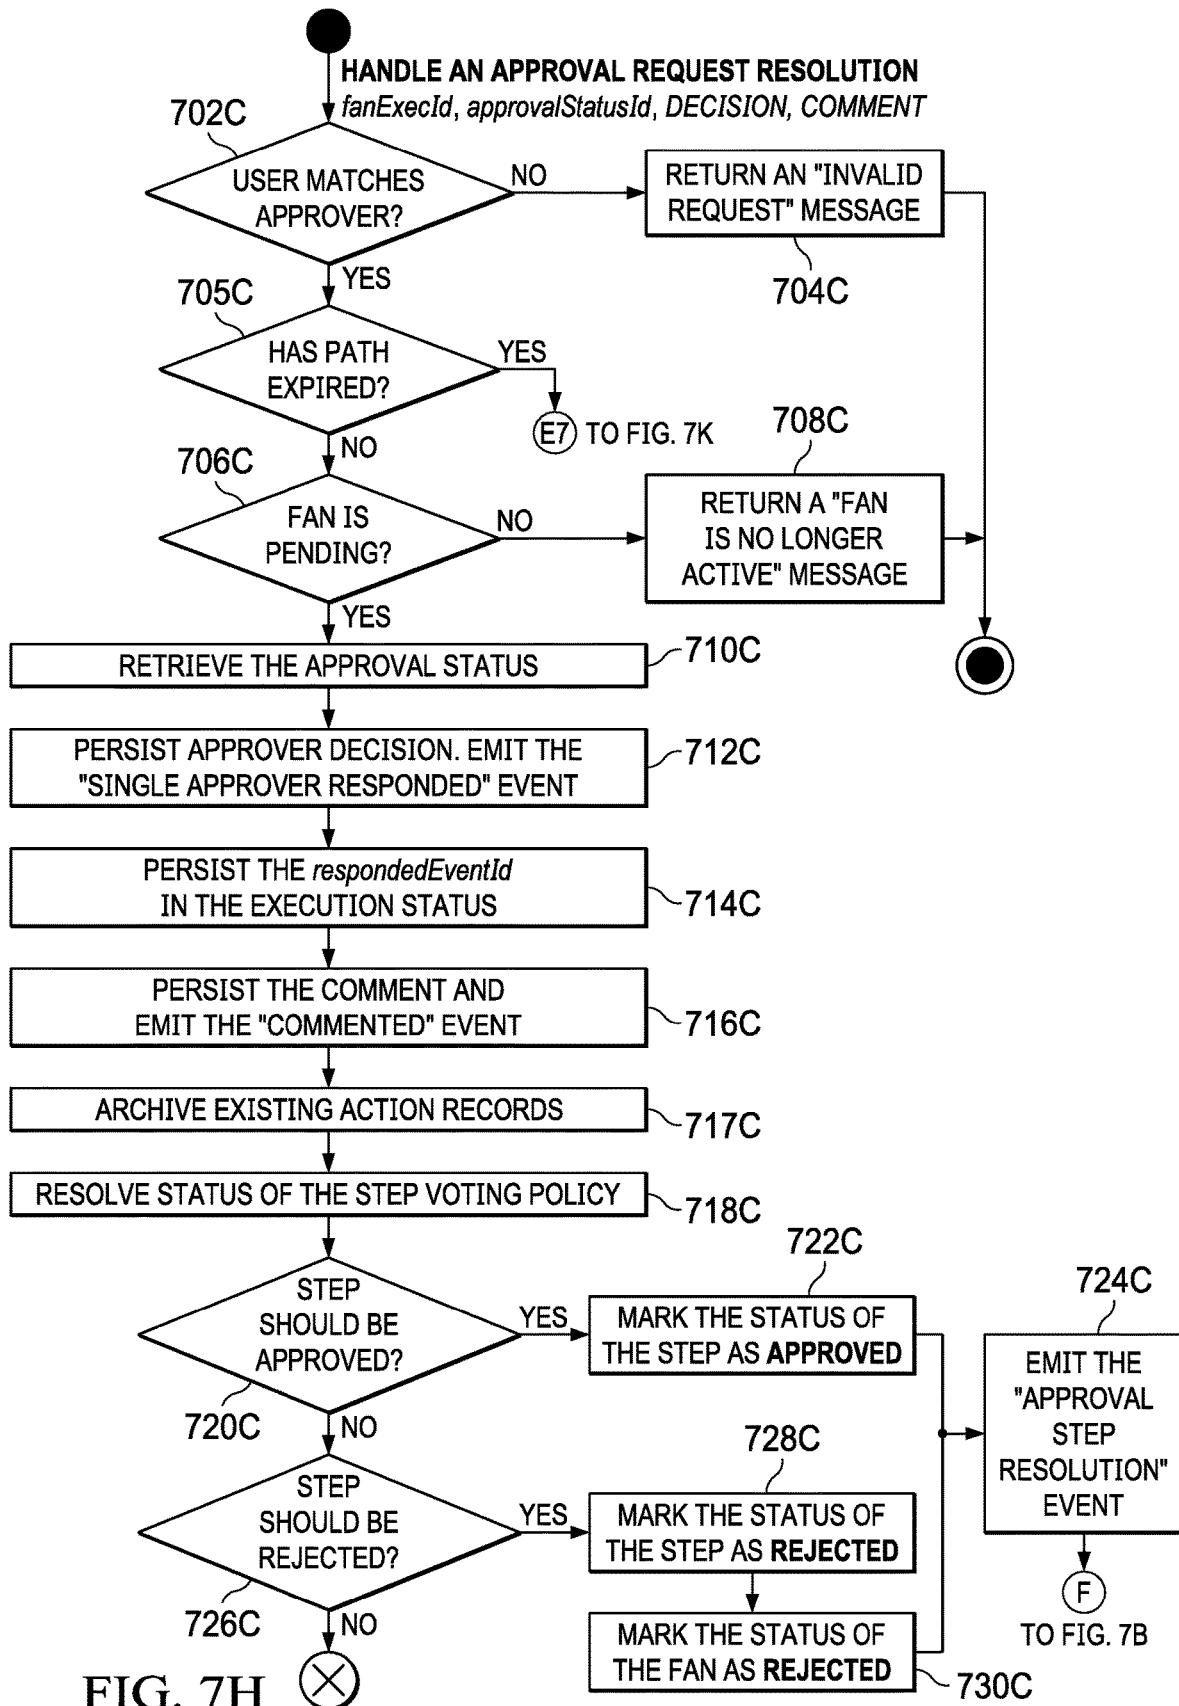 HANDLE AN APPROVAL REQUEST RESOLUTION
fanExecId, approvalStatusId, DECISION, COMMENT
702C
USER MATCHES
APPROVER?
NO
RETURN AN "INVALID
REQUEST" MESSAGE
704C
YES
705C
HAS PATH
EXPIRED?
YES
E7 TO FIG. 7K
NO
706C
FAN IS
PENDING?
NO
708C
RETURN A "FAN
IS NO LONGER
ACTIVE" MESSAGE
YES
RETRIEVE THE APPROVAL STATUS
710C
PERSIST APPROVER DECISION. EMIT THE
"SINGLE APPROVER RESPONDED" EVENT
712C
PERSIST THE respondedEventId
IN THE EXECUTION STATUS
714C
PERSIST THE COMMENT AND
EMIT THE "COMMENTED" EVENT
716C
ARCHIVE EXISTING ACTION RECORDS
717C
RESOLVE STATUS OF THE STEP VOTING POLICY
718C
STEP
SHOULD BE
APPROVED?
720C
YES
722C
MARK THE STATUS OF
THE STEP AS APPROVED
724C
EMIT THE
"APPROVAL
STEP
RESOLUTION"
EVENT
F
TO FIG. 7B
NO
STEP
SHOULD BE
REJECTED?
726C
YES
728C
MARK THE STATUS OF
THE STEP AS REJECTED
MARK THE STATUS OF
THE FAN AS REJECTED
730C
NO
FIG. 7H